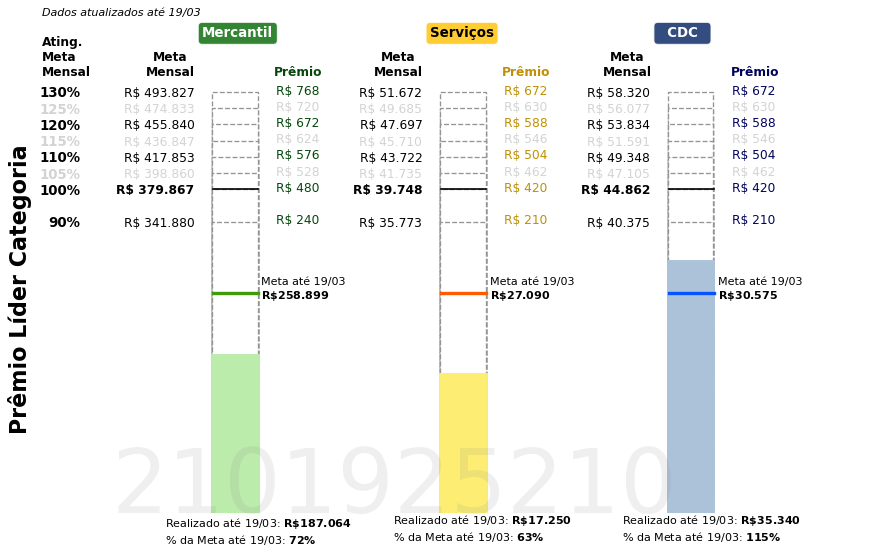 Dados atualizados até 19/03
Mercantil Serviços CDC
Ating. Meta Mensal Meta Mensal Prêmio Meta Mensal Prêmio Meta Mensal Prêmio
130% R$ 493.827 R$ 768 R$ 51.672 R$ 672 R$ 58.320 R$ 672
125% R$ 474.833 R$ 720 R$ 49.685 R$ 630 R$ 56.077 R$ 630
120% R$ 455.840 R$ 672 R$ 47.697 R$ 588 R$ 53.834 R$ 588
115% R$ 436.847 R$ 624 R$ 45.710 R$ 546 R$ 51.591 R$ 546
110% R$ 417.853 R$ 576 R$ 43.722 R$ 504 R$ 49.348 R$ 504
105% R$ 398.860 R$ 528 R$ 41.735 R$ 462 R$ 47.105 R$ 462
100% R$ 379.867 R$ 480 R$ 39.748 R$ 420 R$ 44.862 R$ 420
90% R$ 341.880 R$ 240 R$ 35.773 R$ 210 R$ 40.375 R$ 210
Meta até 19/03 Meta até 19/03 Meta até 19/03
R$258.899 R$27.090 R$30.575
Prêmio Líder Categoria
2101925210
Realizado até 19/03: R$187.064 Realizado até 19/03: R$17.250 Realizado até 19/03: R$35.340
% da Meta até 19/03: 72% % da Meta até 19/03: 63% % da Meta até 19/03: 115%